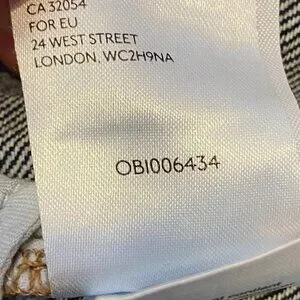 CA 32054
FOR EU
24 WEST STREET
LONDON, WC2H9NA
OBI006434